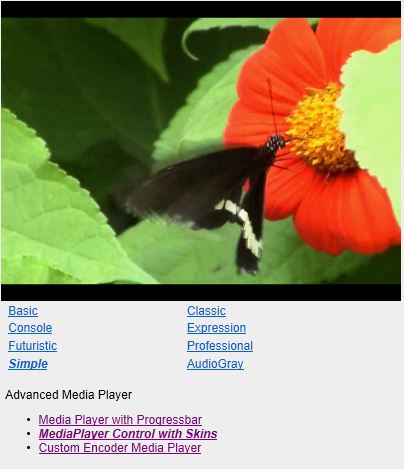 Basic
Classic
Console
Expression
Futuristic
Professional
Simple
AudioGray
Advanced Media Player
• Media Player with Progressbar
• MediaPlayer Control with Skins
• Custom Encoder Media Player